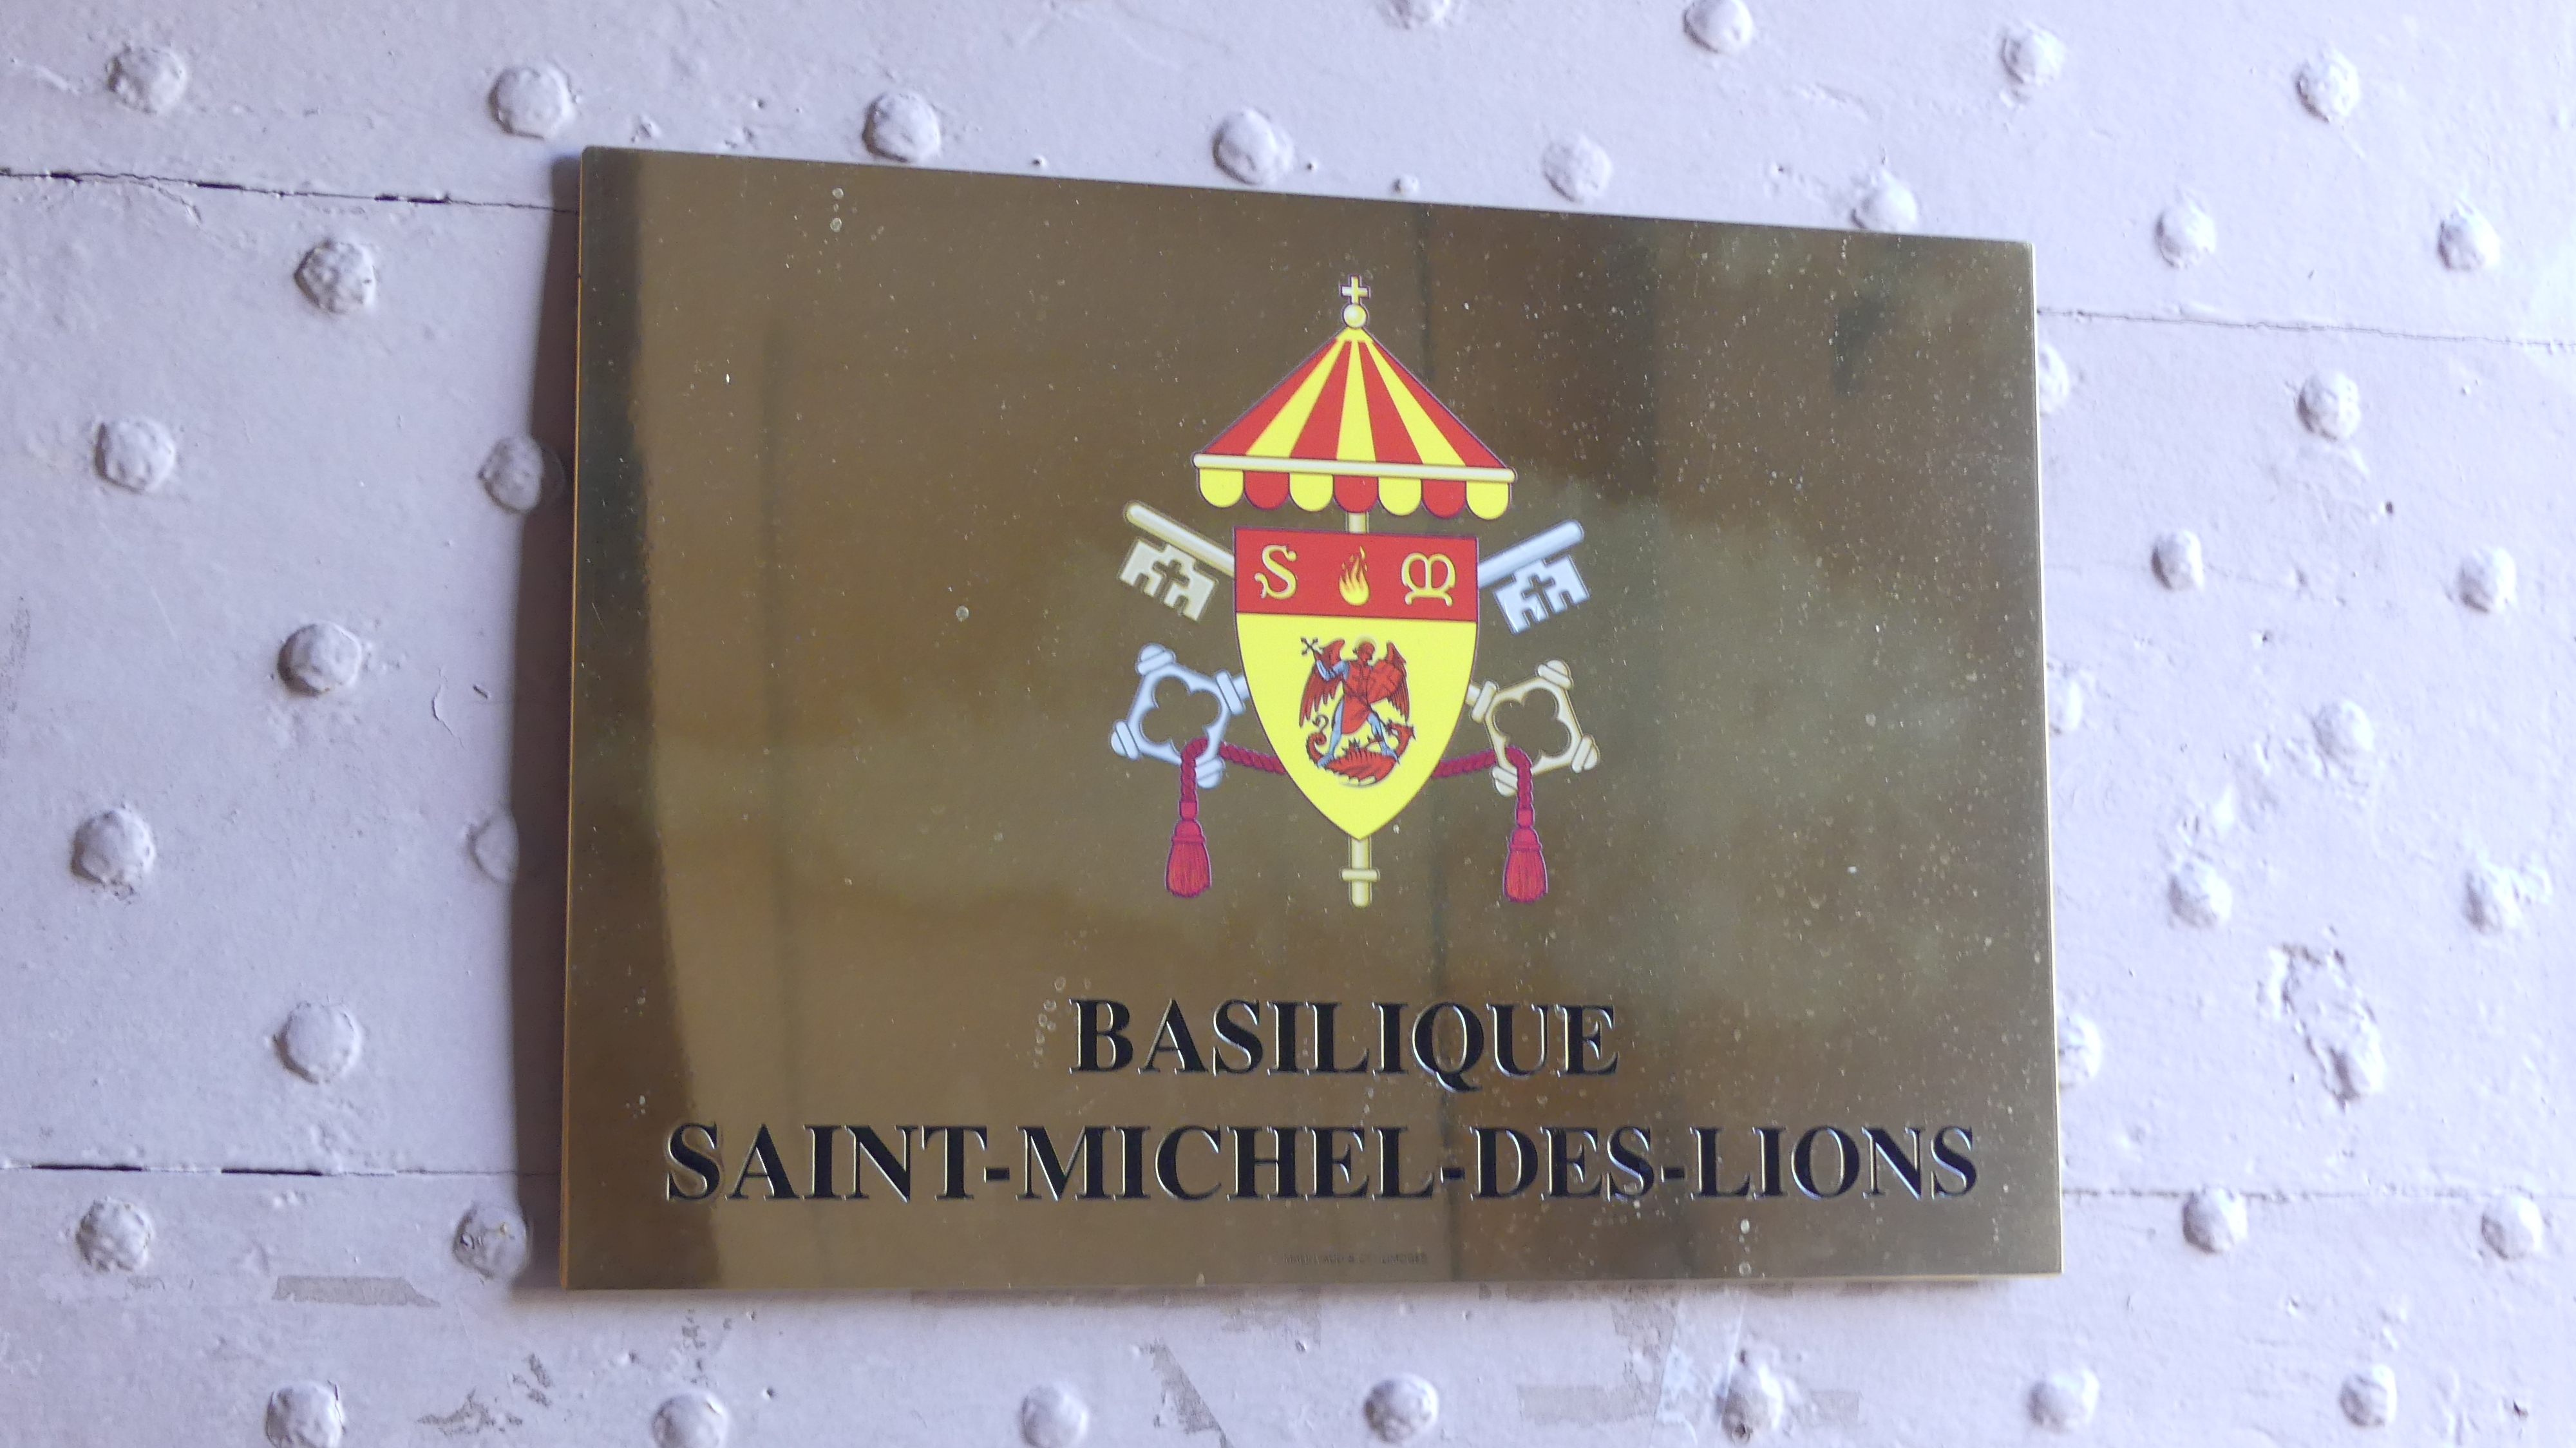 S M
BASILIQUE
SAINT-MICHEL-DES-LIONS